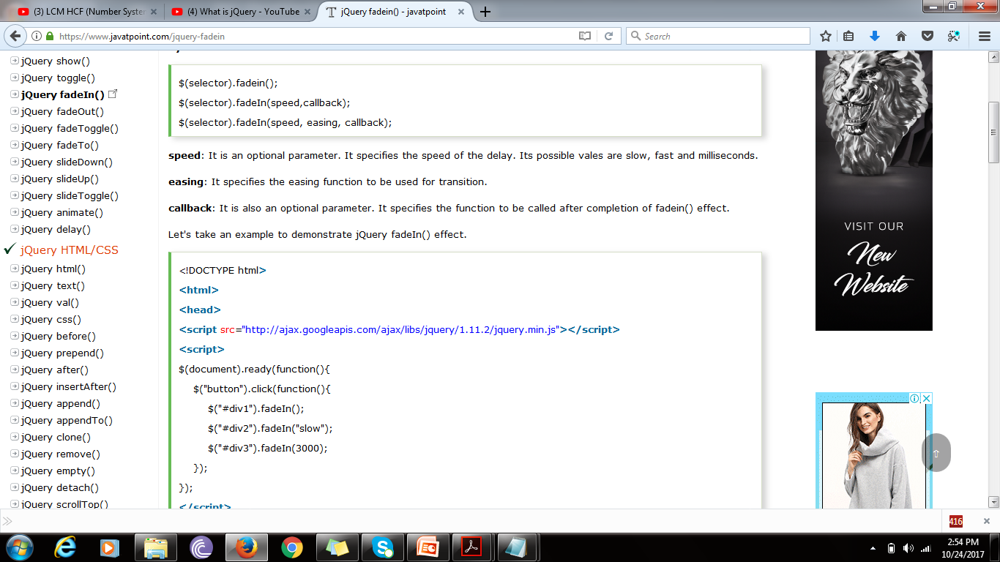 (3) LCM HCF (Number System
(4) What is jQuery - YouTube
jQuery fadein() - javatpoint
https://www.javatpoint.com/jquery-fadein
Search
jQuery show()
jQuery toggle()
jQuery fadeIn()
jQuery fadeOut()
jQuery fadeToggle()
jQuery fadeTo()
jQuery slideDown()
jQuery slideUp()
jQuery slideToggle()
jQuery animate()
jQuery delay()
jQuery HTML/CSS
jQuery html()
jQuery text()
jQuery val()
jQuery css()
jQuery before()
jQuery prepend()
jQuery after()
jQuery insertAfter()
jQuery append()
jQuery appendTo()
jQuery clone()
jQuery remove()
jQuery empty()
jQuery detach()
jQuery scrollTop()
$(selector).fadein();
$(selector).fadeIn(speed,callback);
$(selector).fadeIn(speed, easing, callback);
speed: It is an optional parameter. It specifies the speed of the delay. Its possible vales are slow, fast and milliseconds.
easing: It specifies the easing function to be used for transition.
callback: It is also an optional parameter. It specifies the function to be called after completion of fadein() effect.
Let's take an example to demonstrate jQuery fadeIn() effect.
<!DOCTYPE html>
<html>
<head>
<script src="http://ajax.googleapis.com/ajax/libs/jquery/1.11.2/jquery.min.js"></script>
<script>
$(document).ready(function(){
$("button").click(function(){
$("#div1").fadeIn();
$("#div2").fadeIn("slow");
$("#div3").fadeIn(3000);
});
});
</script>
VISIT OUR
New
Website
416
2:54 PM
10/24/2017